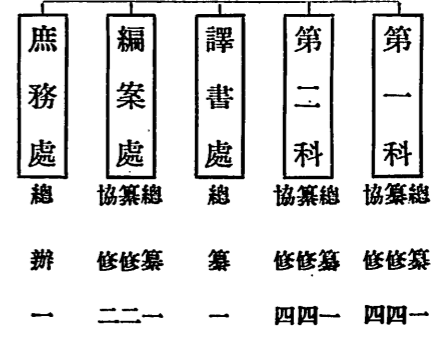 第一科
總纂一
纂修四
協修四
第二科
總纂一
纂修四
協修四
譯書處
總纂一
編案處
總纂一
纂修二
協修二
庶務處
總辦一